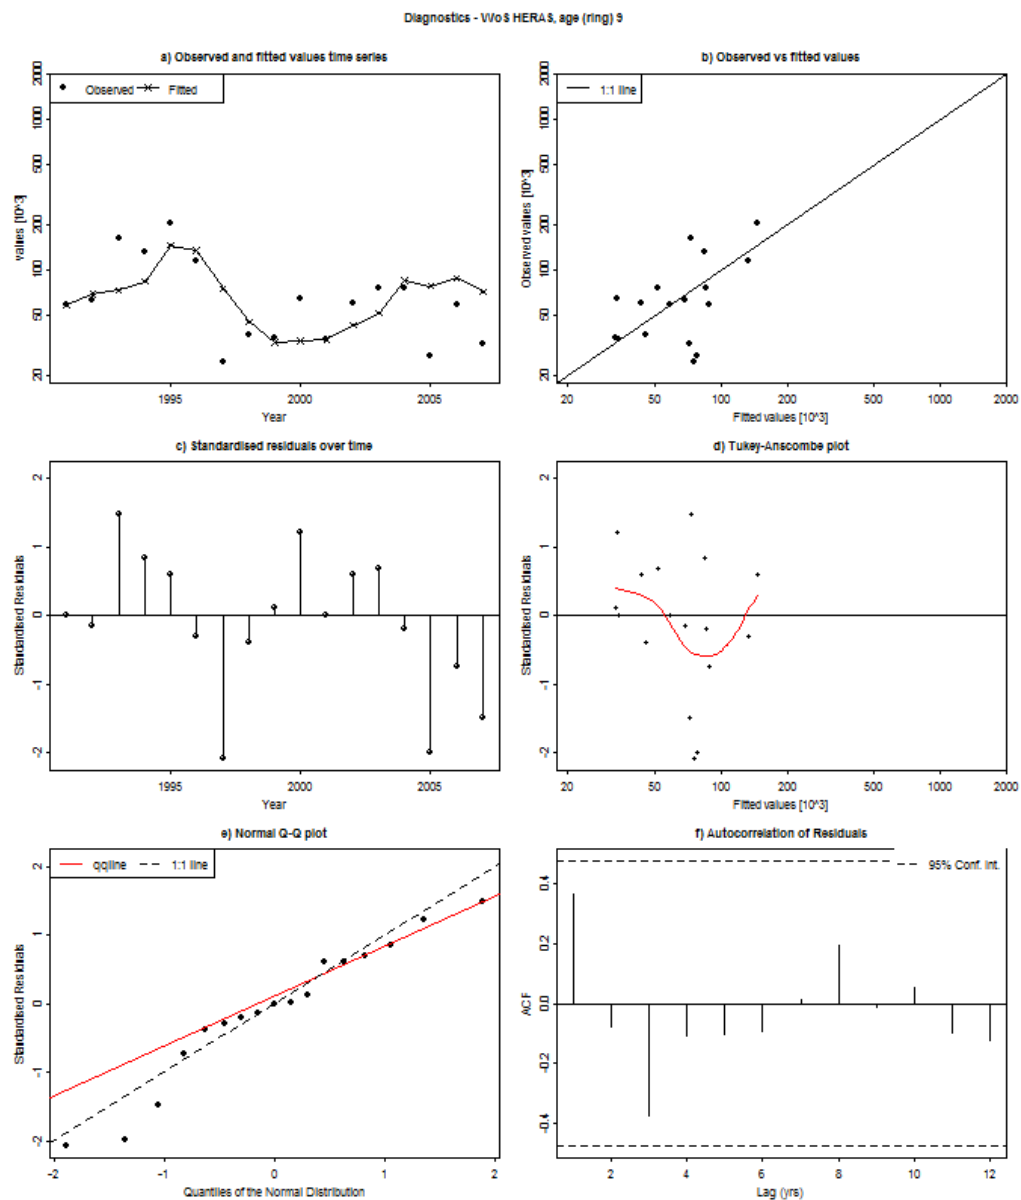 Diagnostics - WoS HERAS, age (ring) 9
a) Observed and fitted values time series
Observed
Fitted
values [10^3]
20
50
100
200
500
1000
2000
1995
2000
2005
Year
b) Observed vs fitted values
1:1 line
Observed values [10^3]
20
50
100
200
500
1000
2000
20
50
100
200
500
1000
2000
Fitted values [10^3]
c) Standardised residuals over time
Standardised Residuals
-2
-1
0
1
2
1995
2000
2005
Year
d) Tukey-Anscombe plot
Standardised Residuals
-2
-1
0
1
2
20
50
100
200
500
1000
2000
Fitted values [10^3]
e) Normal Q-Q plot
qqline
1:1 line
Standardised Residuals
-2
-1
0
1
2
-2
-1
0
1
2
Quantiles of the Normal Distribution
f) Autocorrelation of Residuals
95% Conf. Int.
ACF
-0.4
-0.2
0.0
0.2
0.4
2
4
6
8
10
12
Lag (yrs)